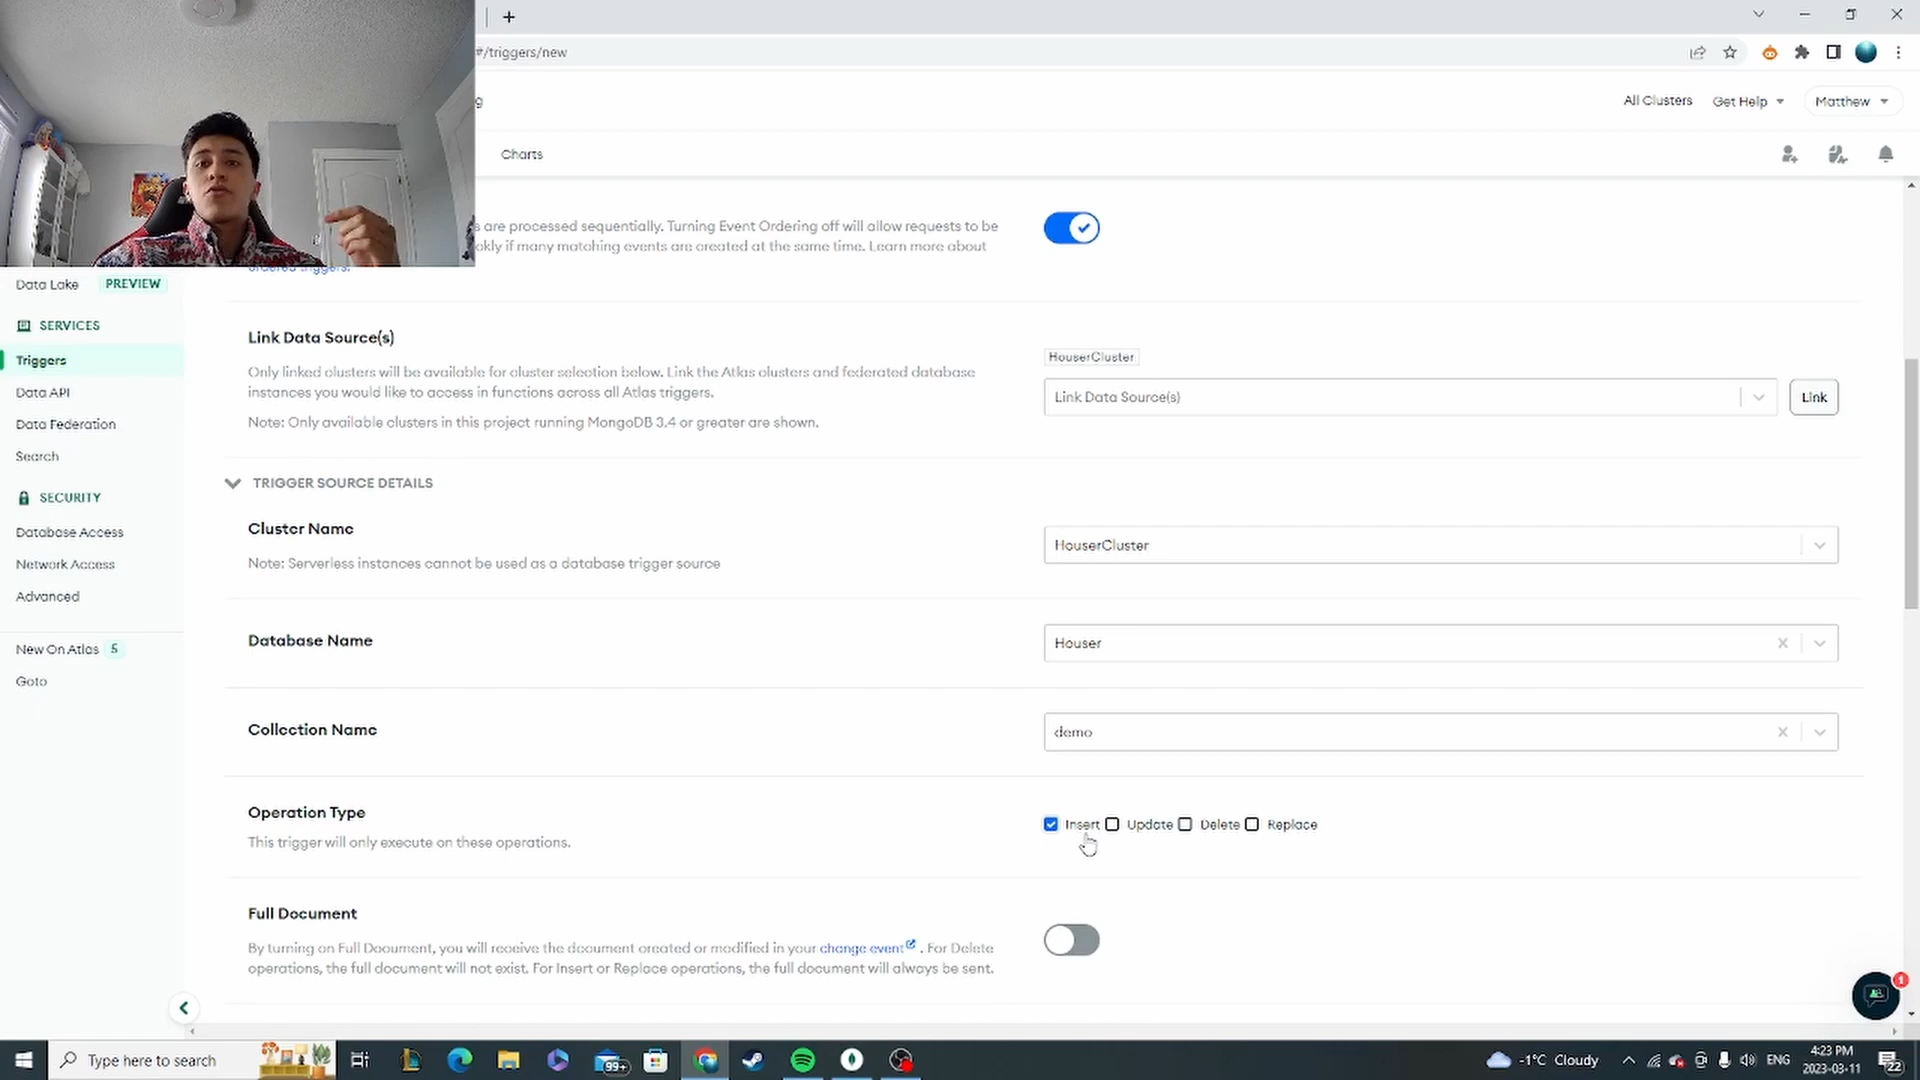 #/triggers/new
g
All Clusters
Get Help
Matthew
Charts
s are processed sequentially. Turning Event Ordering off will allow requests to be
kly if many matching events are created at the same time. Learn more about
ordered triggers.
Data Lake PREVIEW
SERVICES
Triggers
Data API
Data Federation
Search
SECURITY
Database Access
Network Access
Advanced
New On Atlas 5
Goto
Link Data Source(s)
Only linked clusters will be available for cluster selection below. Link the Atlas clusters and federated database
instances you would like to access in functions across all Atlas triggers.
Note: Only available clusters in this project running MongoDB 3.4 or greater are shown.
HouserCluster
Link Data Source(s)
Link
TRIGGER SOURCE DETAILS
Cluster Name
Note: Serverless instances cannot be used as a database trigger source
HouserCluster
Database Name
Houser
Collection Name
demo
Operation Type
This trigger will only execute on these operations.
Insert Update Delete Replace
Full Document
By turning on Full Document, you will receive the document created or modified in your change event . For Delete
operations, the full document will not exist. For Insert or Replace operations, the full document will always be sent.
1
Type here to search
99+
-1°C Cloudy
ENG
4:23 PM
2023-03-11
22